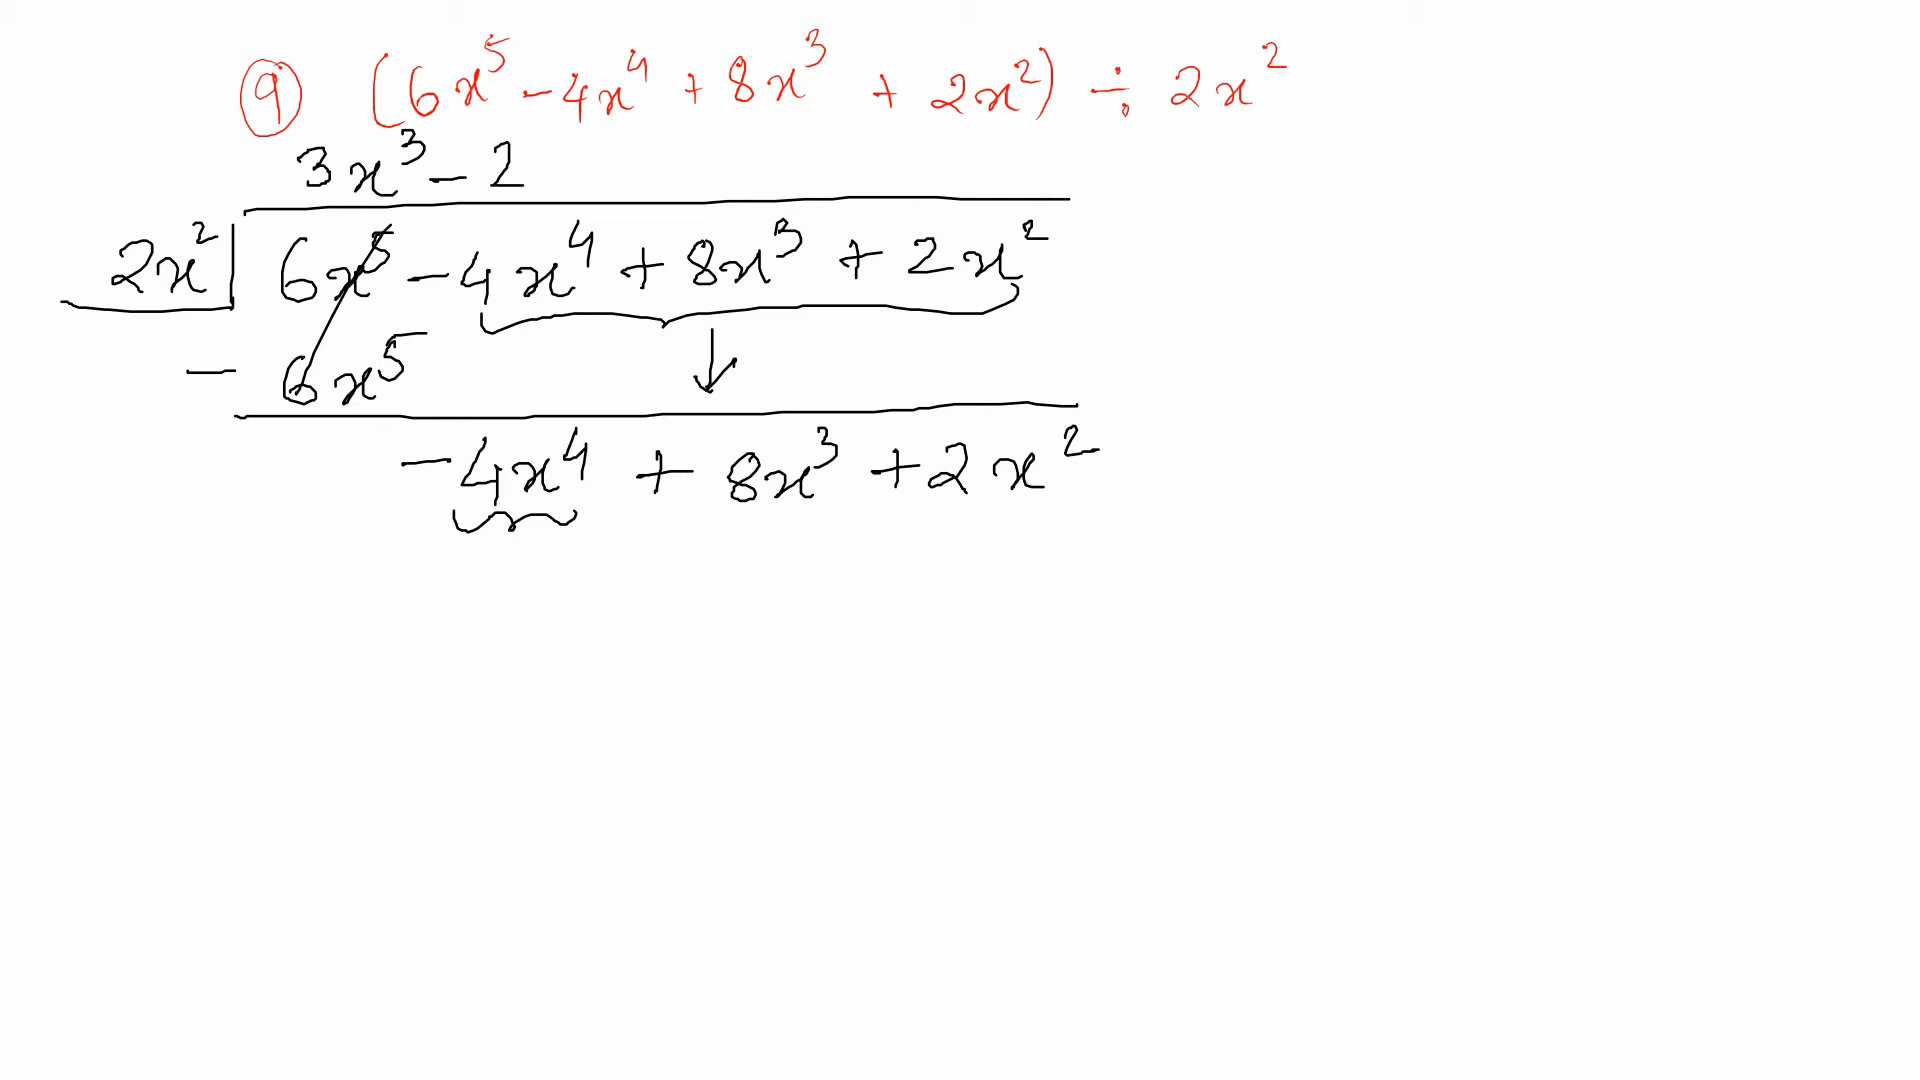 ⑨ (6x⁵ - 4x⁴ + 8x³ + 2x²) ÷ 2x²
3x³ - 2
2x² 6x⁵ - 4x⁴ + 8x³ + 2x²
- 6x⁵
- 4x⁴ + 8x³ + 2x²